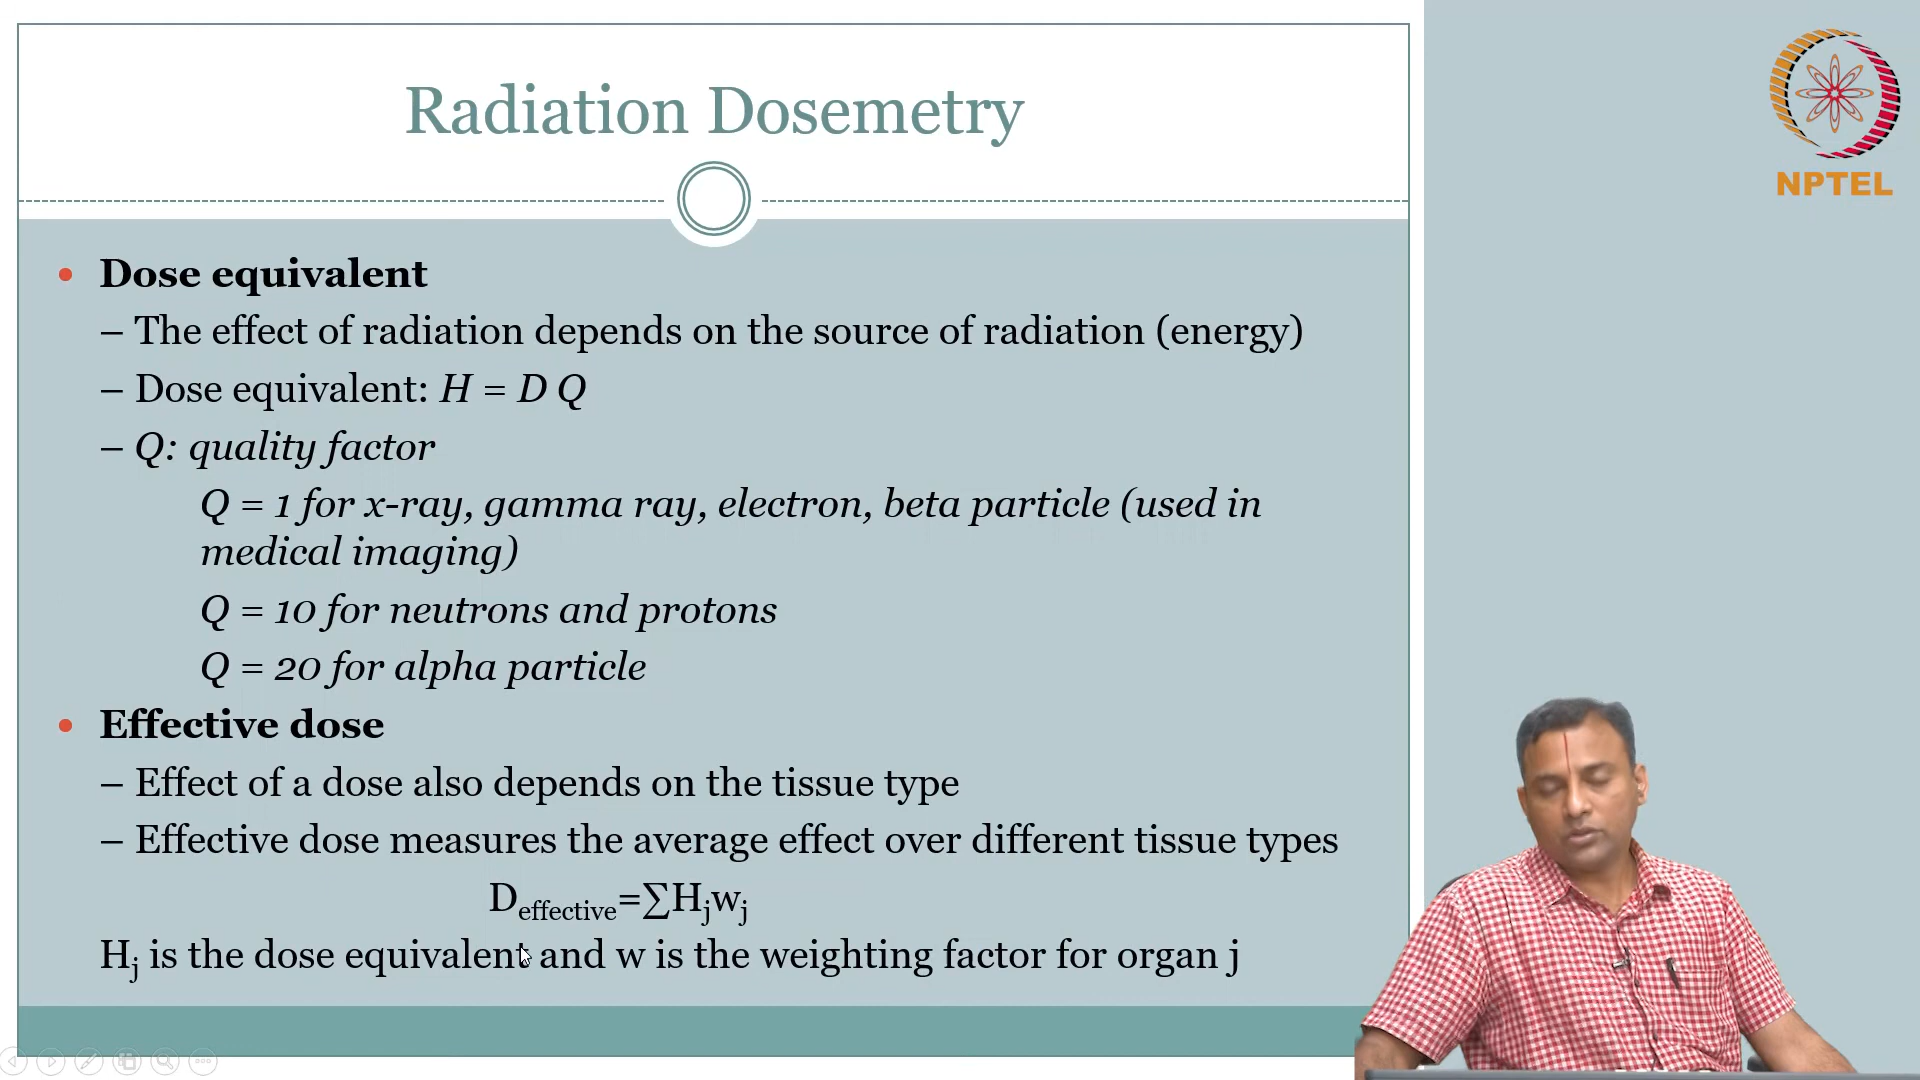 Radiation Dosemetry
NPTEL
• Dose equivalent
– The effect of radiation depends on the source of radiation (energy)
– Dose equivalent: H = D Q
– Q: quality factor
Q = 1 for x-ray, gamma ray, electron, beta particle (used in
medical imaging)
Q = 10 for neutrons and protons
Q = 20 for alpha particle
• Effective dose
– Effect of a dose also depends on the tissue type
– Effective dose measures the average effect over different tissue types
D_effective=∑H_jw_j
H_j is the dose equivalent and w is the weighting factor for organ j